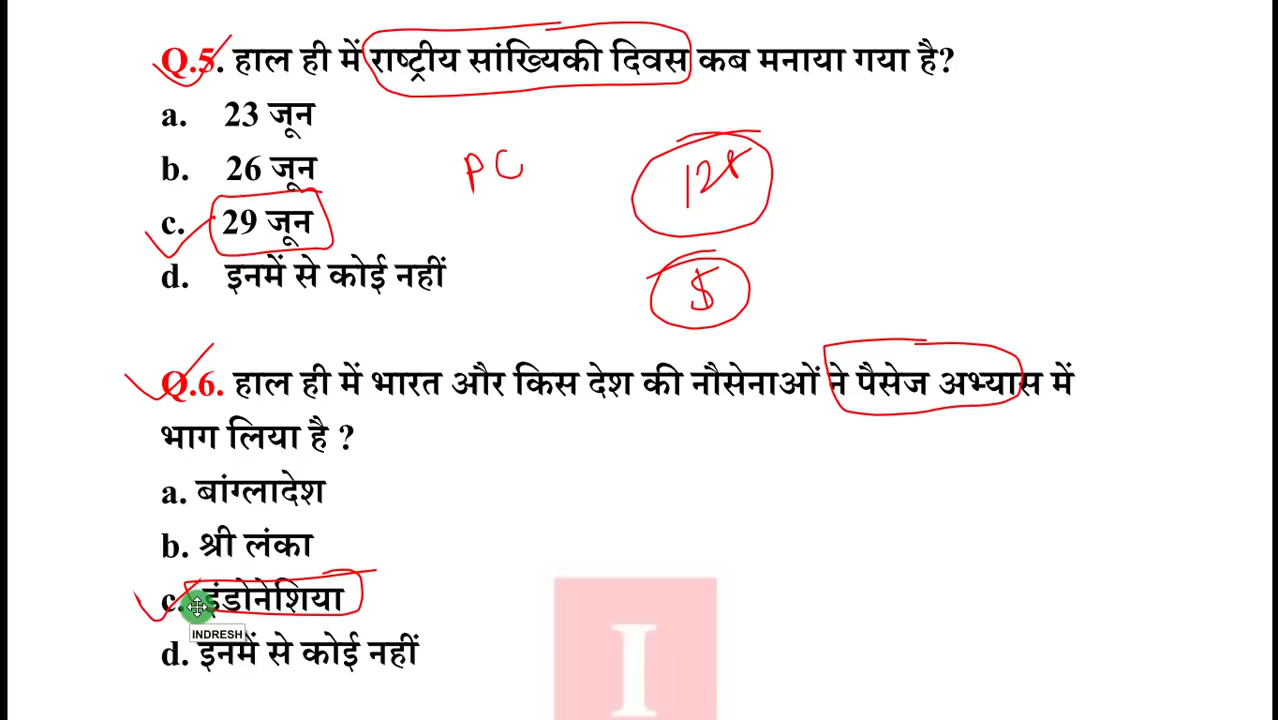 Q.5. हाल ही में राष्ट्रीय सांख्यिकी दिवस कब मनाया गया है?
a. 23 जून
b. 26 जून
PC
c. 29 जून
d. इनमें से कोई नहीं
$
Q.6. हाल ही में भारत और किस देश की नौसेनाओं ने पैसेज अभ्यास में
भाग लिया है ?
a. बांग्लादेश
b. श्री लंका
c. इंडोनेशिया
INDRESH
d. इनमें से कोई नहीं
I